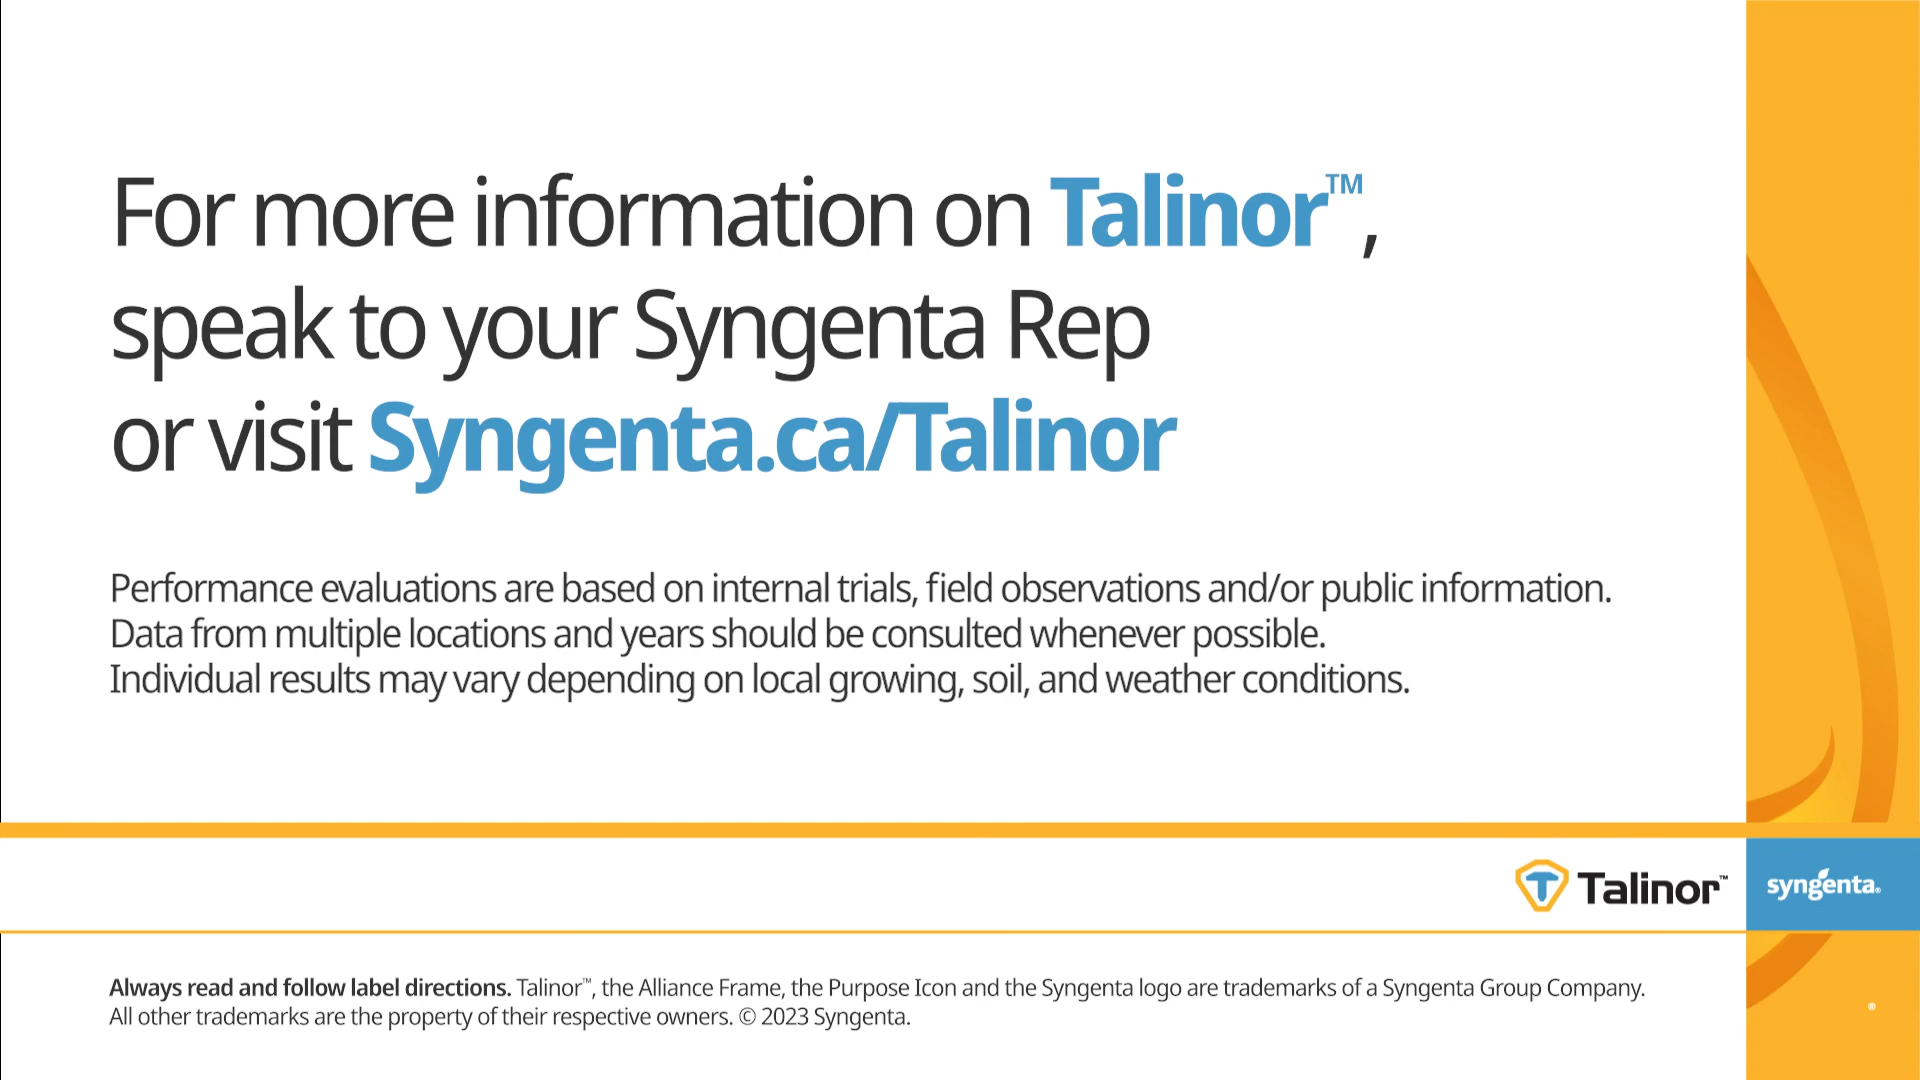 For more information on Talinor™,
speak to your Syngenta Rep
or visit Syngenta.ca/Talinor
Performance evaluations are based on internal trials, field observations and/or public information.
Data from multiple locations and years should be consulted whenever possible.
Individual results may vary depending on local growing, soil, and weather conditions.
T Talinor™
syngenta®
Always read and follow label directions. Talinor™, the Alliance Frame, the Purpose Icon and the Syngenta logo are trademarks of a Syngenta Group Company.
All other trademarks are the property of their respective owners. © 2023 Syngenta.
®